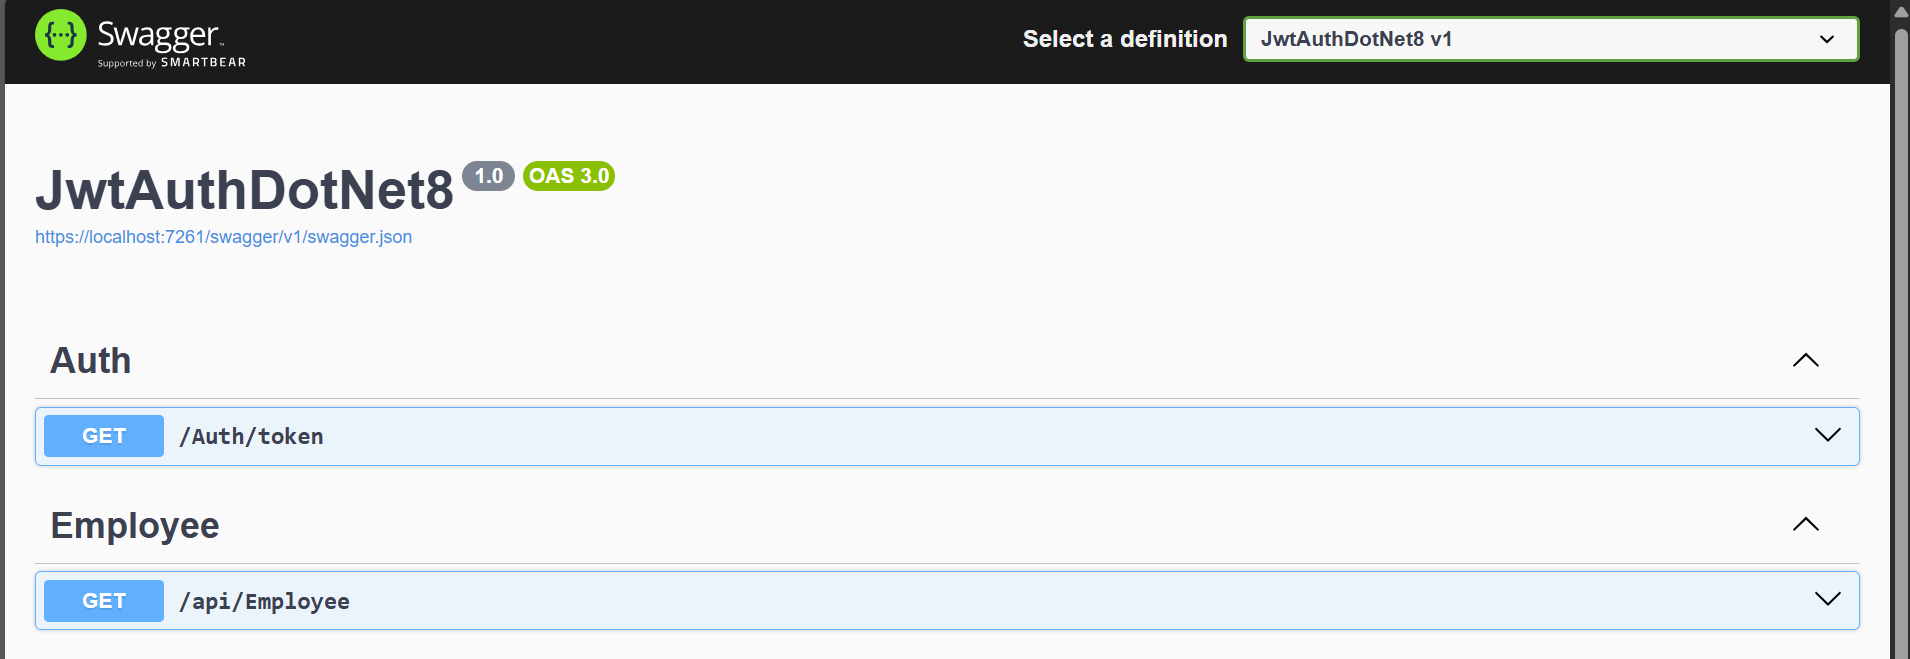 Swagger
Supported by SMARTBEAR
Select a definition
JwtAuthDotNet8 v1
JwtAuthDotNet8 1.0 OAS 3.0
https://localhost:7261/swagger/v1/swagger.json
Auth
GET /Auth/token
Employee
GET /api/Employee